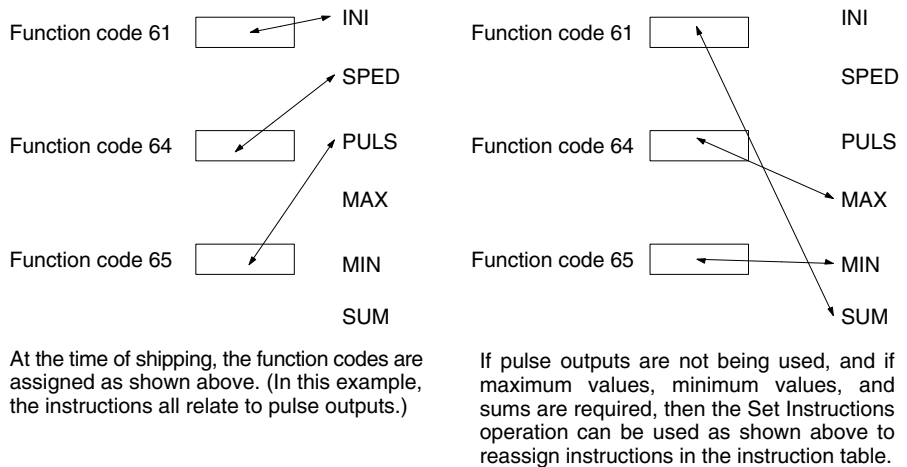 Function code 61
INI
SPED
Function code 64
PULS
MAX
Function code 65
MIN
SUM
At the time of shipping, the function codes are
assigned as shown above. (In this example,
the instructions all relate to pulse outputs.)
Function code 61
INI
SPED
Function code 64
PULS
MAX
Function code 65
MIN
SUM
If pulse outputs are not being used, and if
maximum values, minimum values, and
sums are required, then the Set Instructions
operation can be used as shown above to
reassign instructions in the instruction table.